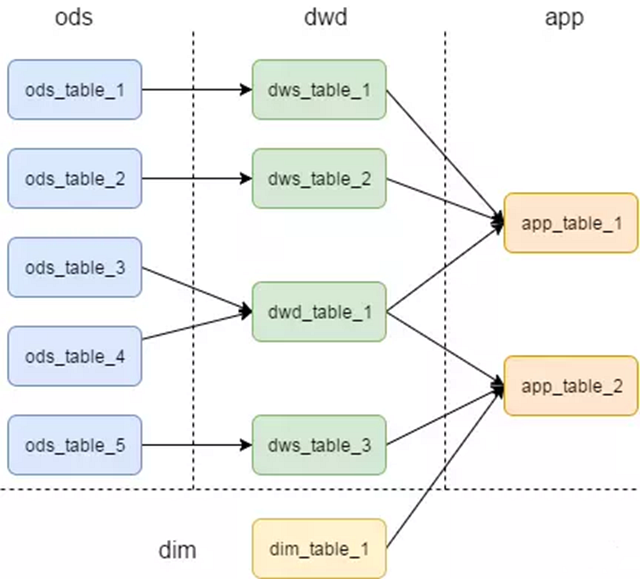 ods dwd app
ods_table_1 dws_table_1
ods_table_2 dws_table_2
app_table_1
ods_table_3
dwd_table_1
ods_table_4
app_table_2
ods_table_5 dws_table_3
dim dim_table_1